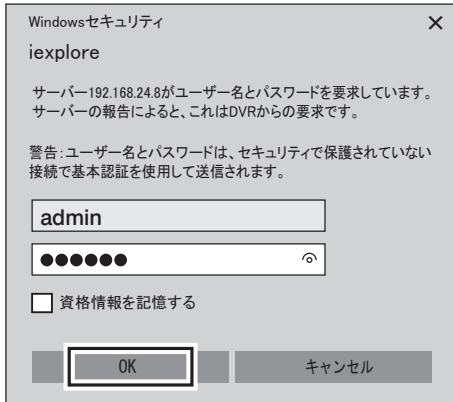 Windowsセキュリティ
iexplore
サーバー192.168.24.8がユーザー名とパスワードを要求しています。
サーバーの報告によると、これはDVRからの要求です。
警告：ユーザー名とパスワードは、セキュリティで保護されていない
接続で基本認証を使用して送信されます。
admin
●●●●●●
資格情報を記憶する
OK
キャンセル